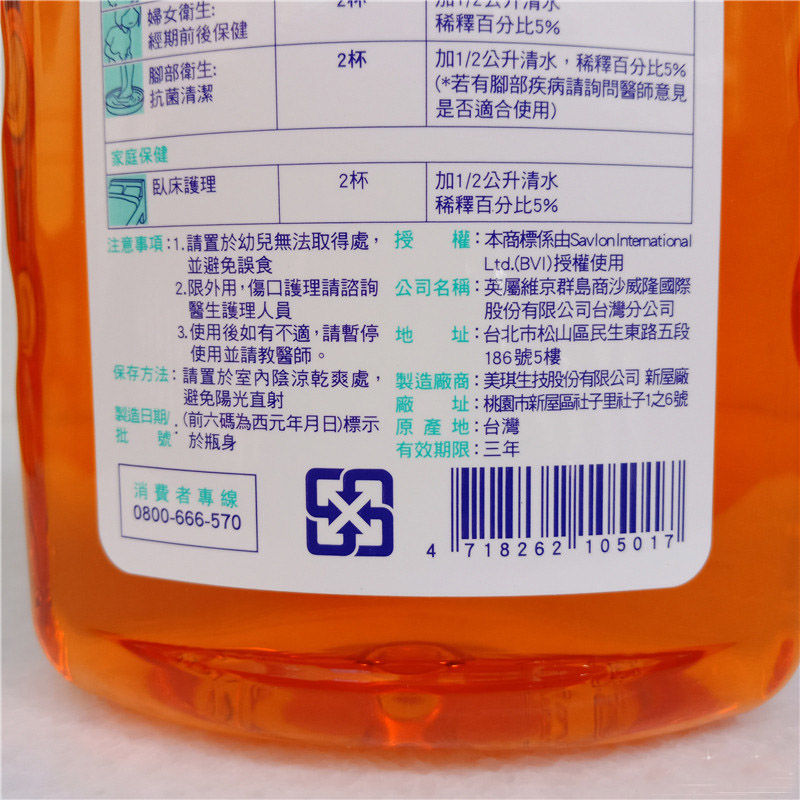 婦女衛生:
經期前後保健
2杯
加1/2公升清水
稀釋百分比5%
腳部衛生:
抗菌清潔
2杯
加1/2公升清水，稀釋百分比5%
(*若有腳部疾病請詢問醫師意見
是否適合使用)
家庭保健
臥床護理
2杯
加1/2公升清水
稀釋百分比5%
注意事項：1.請置於幼兒無法取得處，
並避免誤食
2.限外用，傷口護理請諮詢
醫生護理人員
3.使用後如有不適，請暫停
使用並請教醫師。
保存方法：請置於室內陰涼乾爽處，
避免陽光直射
製造日期/
批號：(前六碼為西元年月日)標示
於瓶身
授權：本商標係由Savlon International
Ltd.(BVI)授權使用
公司名稱：英屬維京群島商沙威隆國際
股份有限公司台灣分公司
地址：台北市松山區民生東路五段
186號5樓
製造廠商：美琪生技股份有限公司 新屋廠
廠址：桃園市新屋區社子里社子1之6號
原產地：台灣
有效期限：三年
消費者專線
0800-666-570
4 718262 105017